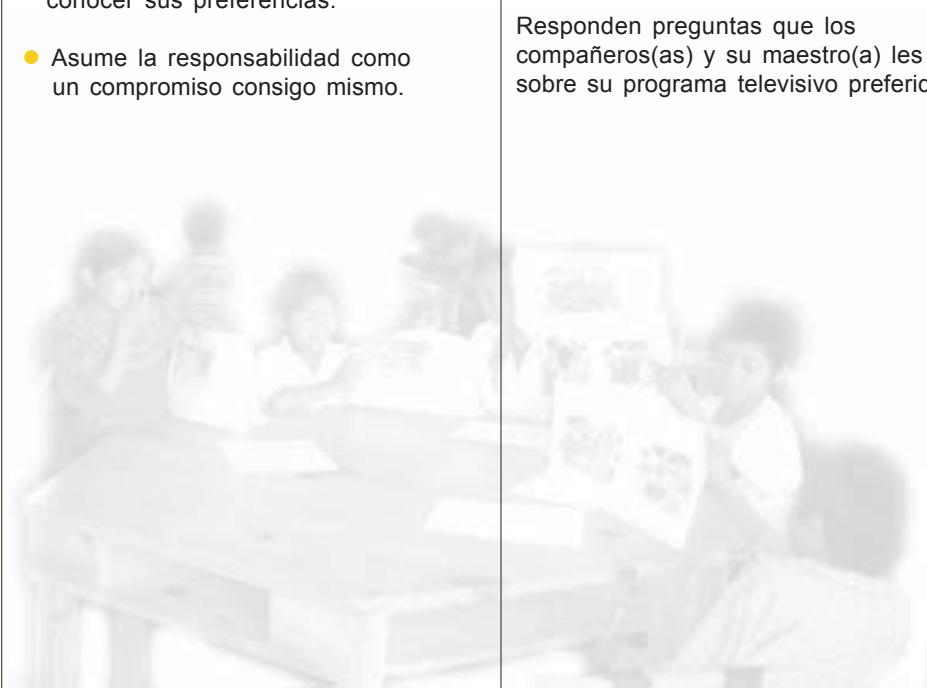 conocer sus preferencias.
● Asume la responsabilidad como
un compromiso consigo mismo.
Responden preguntas que los
compañeros(as) y su maestro(a) les
sobre su programa televisivo